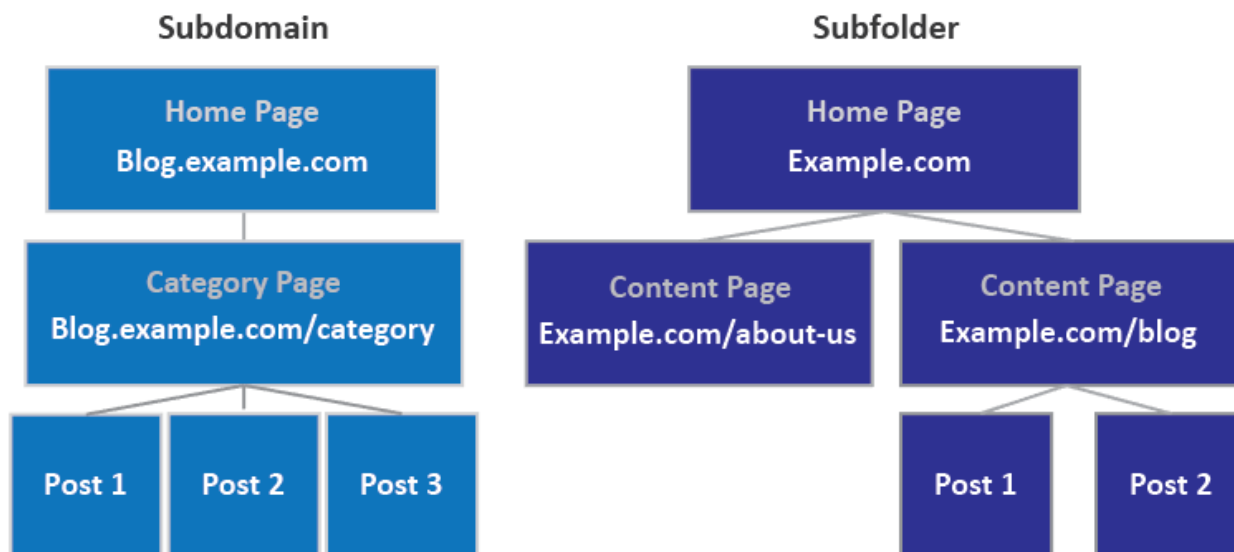 Subdomain
Home Page
Blog.example.com
Category Page
Blog.example.com/category
Post 1
Post 2
Post 3
Subfolder
Home Page
Example.com
Content Page
Example.com/about-us
Content Page
Example.com/blog
Post 1
Post 2